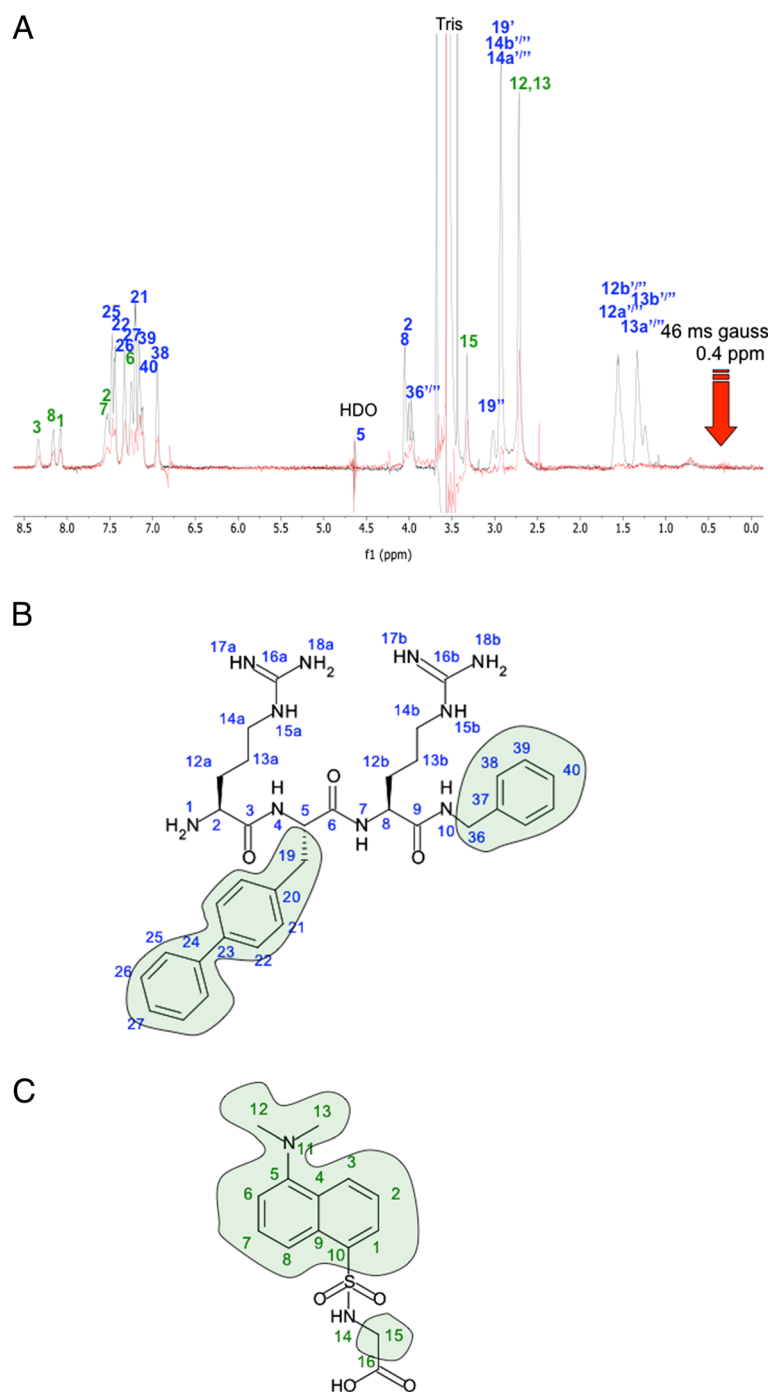 A
Tris
19'
14b'/''
14a'/''
12,13
21
25
22
27
39
26
6
38
40
2
7
3
8
1
2
8
36'/''
HDO
5
15
19''
12b'/''
13b'/''
12a'/''
13a'/''
46 ms gauss
0.4 ppm
8.5 8.0 7.5 7.0 6.5 6.0 5.5 5.0 4.5 4.0 3.5 3.0 2.5 2.0 1.5 1.0 0.5 0.0
f1 (ppm)
B
17a 18a 17b 18b
HN 16a NH2 HN 16b NH2
NH NH
14a 15a 14b 15b
12a 13a 12b 13b 38 39 40
1 H O H 37
H2N 2 3 N 5 6 7 8 9 N
4 N 10 36
O H O
19
20
25 24 21
26 23 22
27
C
12 13
N
11
3
5 4
6 2
7 9 1
8 10
S
O O
HN
14 15
16
HO O